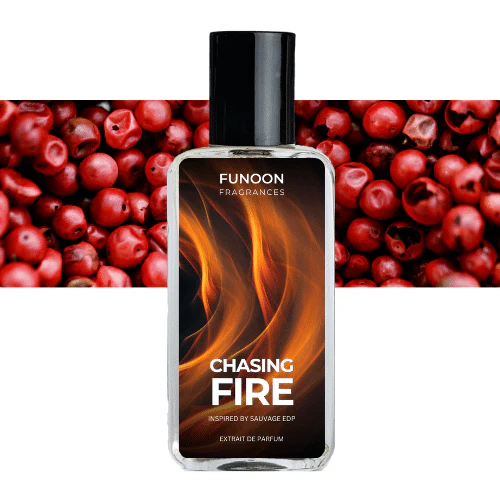 FUNOON
FRAGRANCES
CHASING
FIRE
INSPIRED BY SAUVAGE EDP
EXTRAIT DE PARFUM